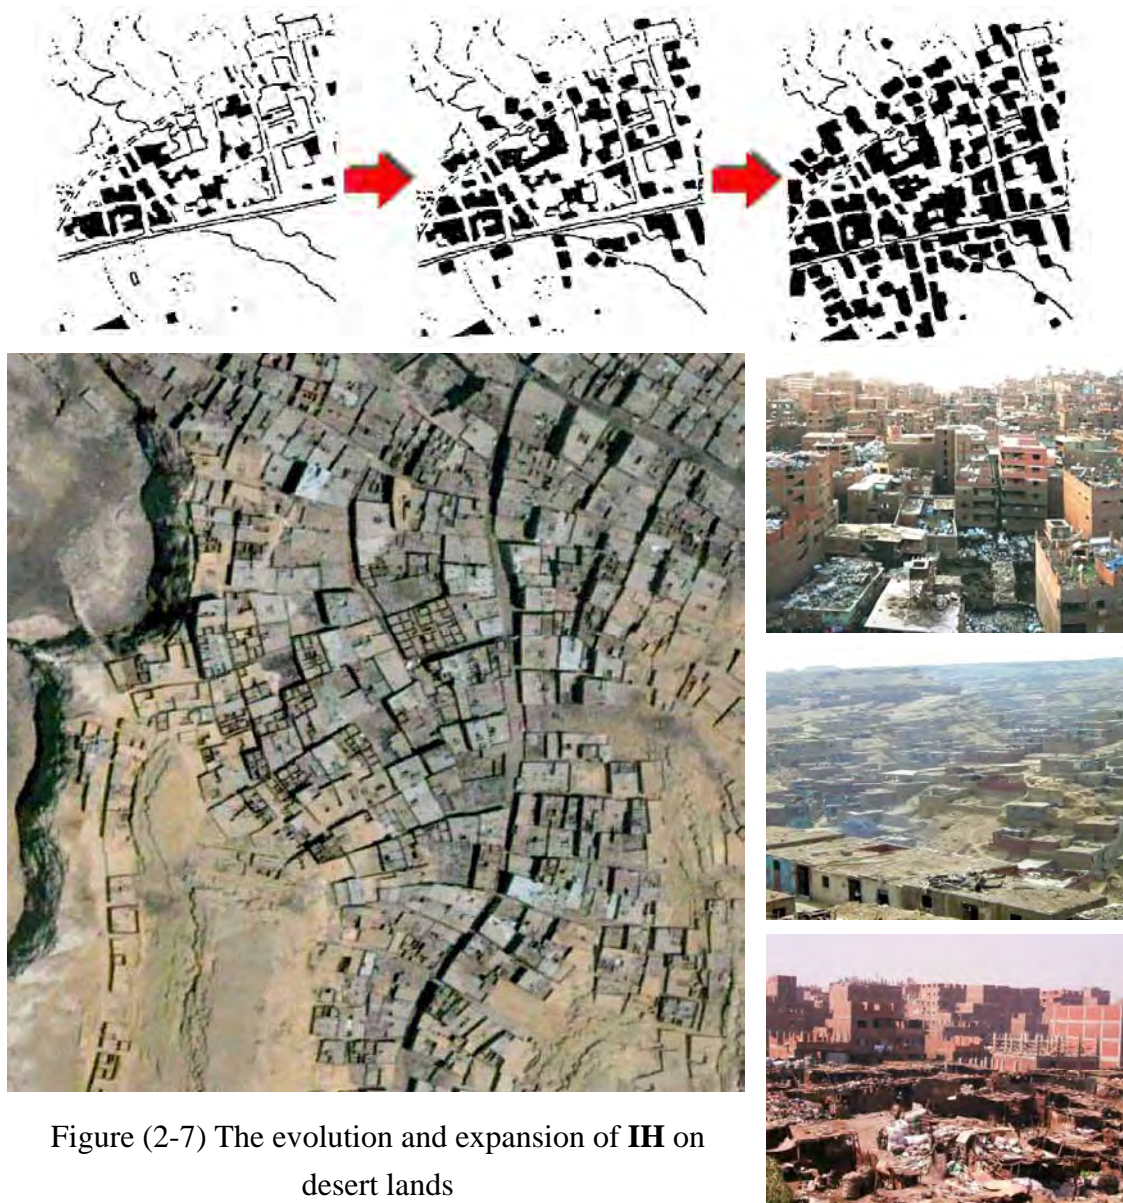 Figure (2-7) The evolution and expansion of IH on
desert lands